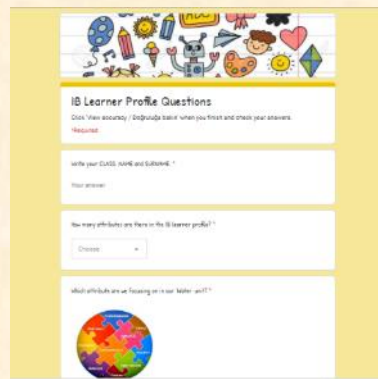 IB Learner Profile Questions
Click 'View accuracy / Doğruluğa bakın' when you finish and check your answers.
*Required
Write your CLASS, NAME and SURNAME. *
Your answer
How many attributes are there in the IB learner profile? *
Choose
Which attribute are we focusing on in our Water unit? *